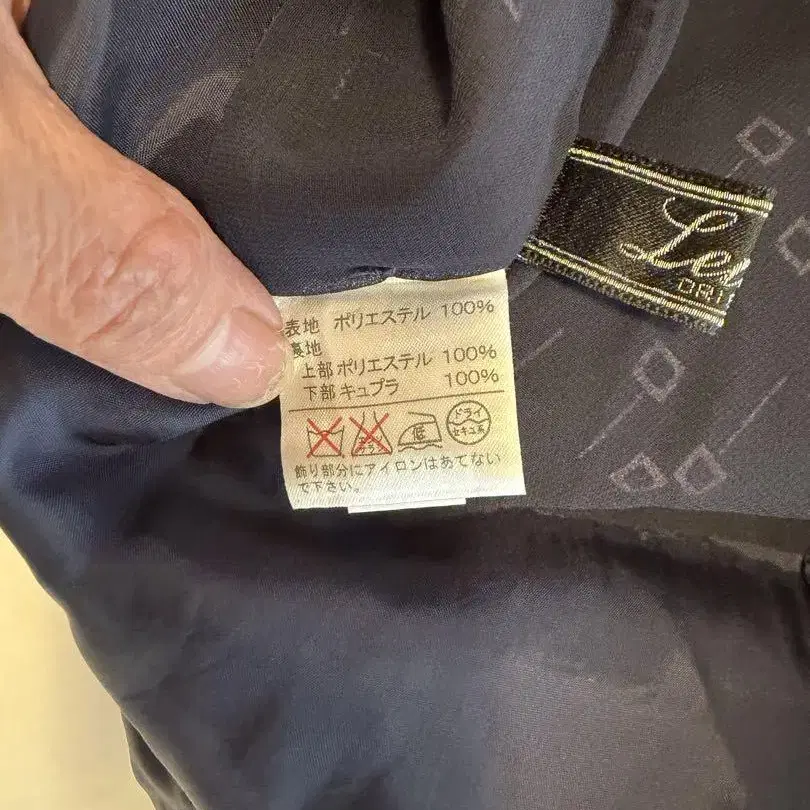 表地 ポリエステル 100%
裏地
上部 ポリエステル 100%
下部 キュプラ 100%
低
ドライ
セキユ系
飾り部分にアイロンはあてない
で下さい。